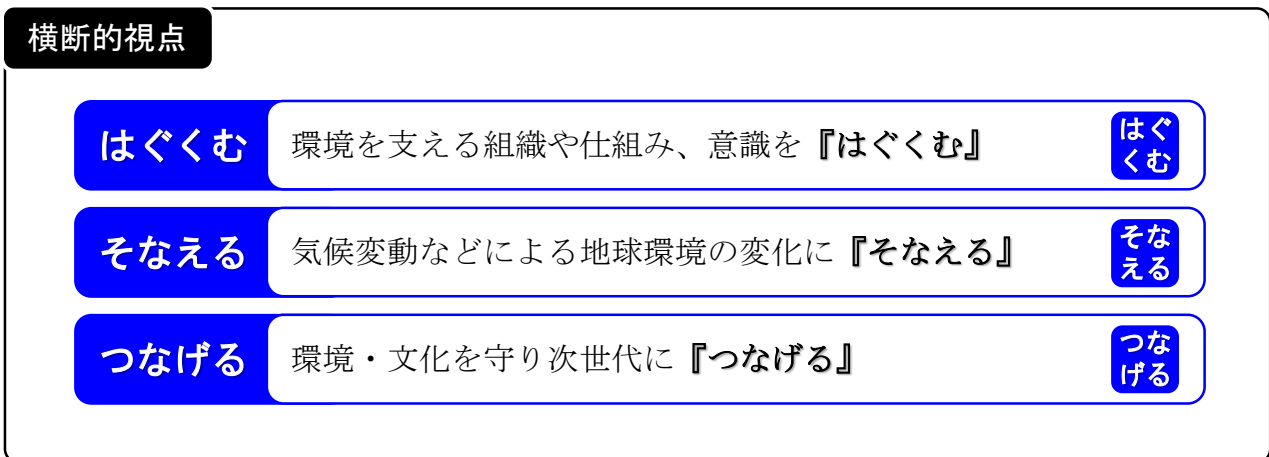 横断的視点
はぐくむ
環境を支える組織や仕組み、意識を『はぐくむ』
はぐ
くむ
そなえる
気候変動などによる地球環境の変化に『そなえる』
そな
える
つなげる
環境・文化を守り次世代に『つなげる』
つな
げる